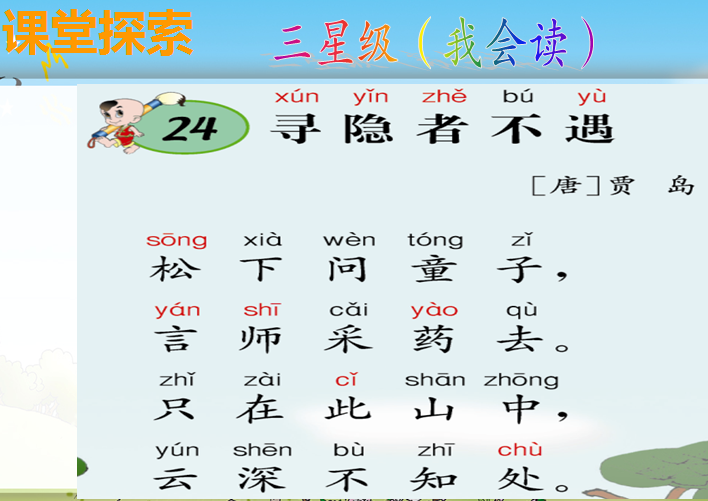 课堂探索
三星级（我会读）
xún yǐn zhě bú yù
24 寻隐者不遇
［唐］贾 岛
sōng xià wèn tóng zǐ
松下问童子，
yán shī cǎi yào qù
言师采药去。
zhǐ zài cǐ shān zhōng
只在此山中，
yún shēn bù zhī chù
云深不知处。